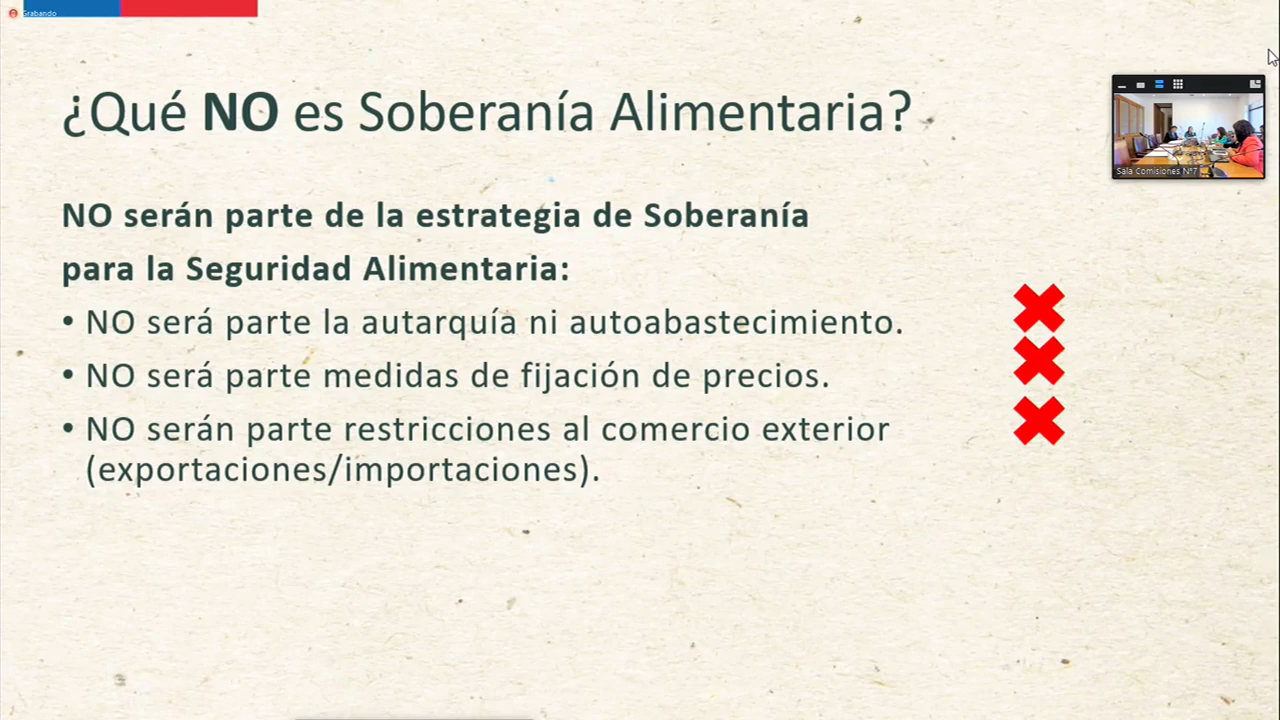 Grabando
¿Qué NO es Soberanía Alimentaria?
Sala Comisiones N°7
NO serán parte de la estrategia de Soberanía
para la Seguridad Alimentaria:
• NO será parte la autarquía ni autoabastecimiento.
• NO será parte medidas de fijación de precios.
• NO serán parte restricciones al comercio exterior
(exportaciones/importaciones).